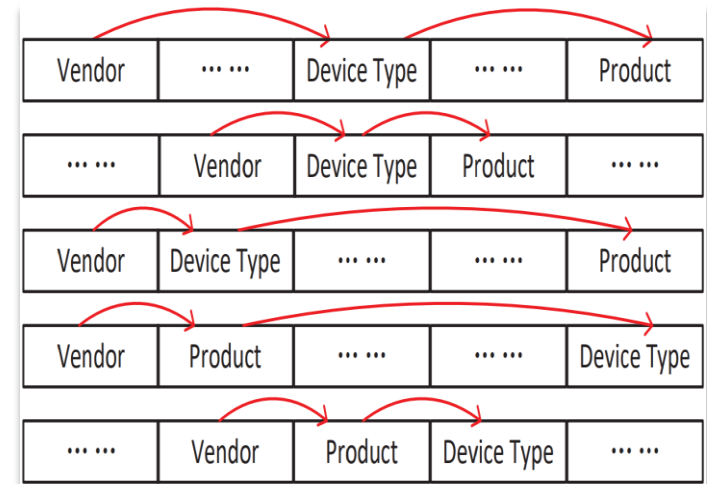 Vendor ... ... Device Type ... ... Product
... ... Vendor Device Type Product ... ...
Vendor Device Type ... ... ... ... Product
Vendor Product ... ... ... ... Device Type
... ... Vendor Product Device Type ... ...